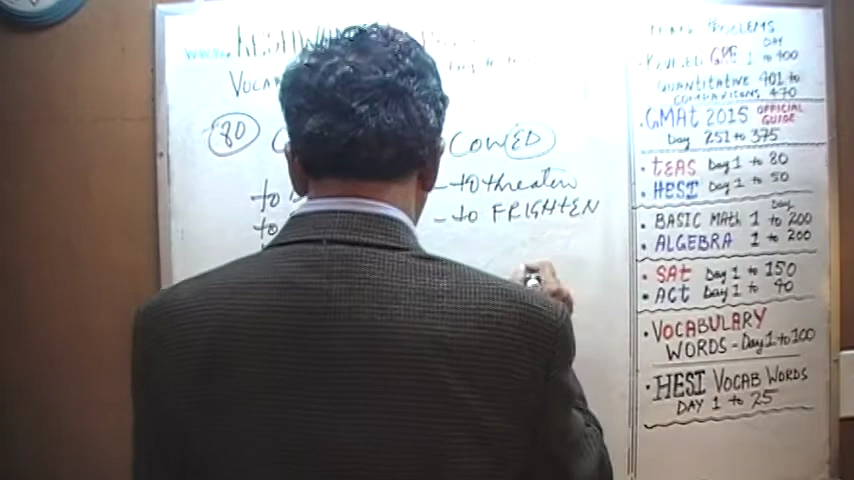 www.
80 COWED
- to threaten
to - to FRIGHTEN
to
PROBLEMS
DAY
• REVISED GRE 1 to 400
QUANTITATIVE 401 to
COMPARISONS 470
• GMAT 2015 OFFICIAL GUIDE
Day 251 to 375
• TEAS Day 1 to 80
• HESI Day 1 to 50
Day
• BASIC MATH 1 to 200
• ALGEBRA 1 to 200
• SAT Day 1 to 150
• ACT Day 1 to 90
• VOCABULARY
WORDS - Day 1 to 100
• HESI VOCAB WORDS
DAY 1 to 25